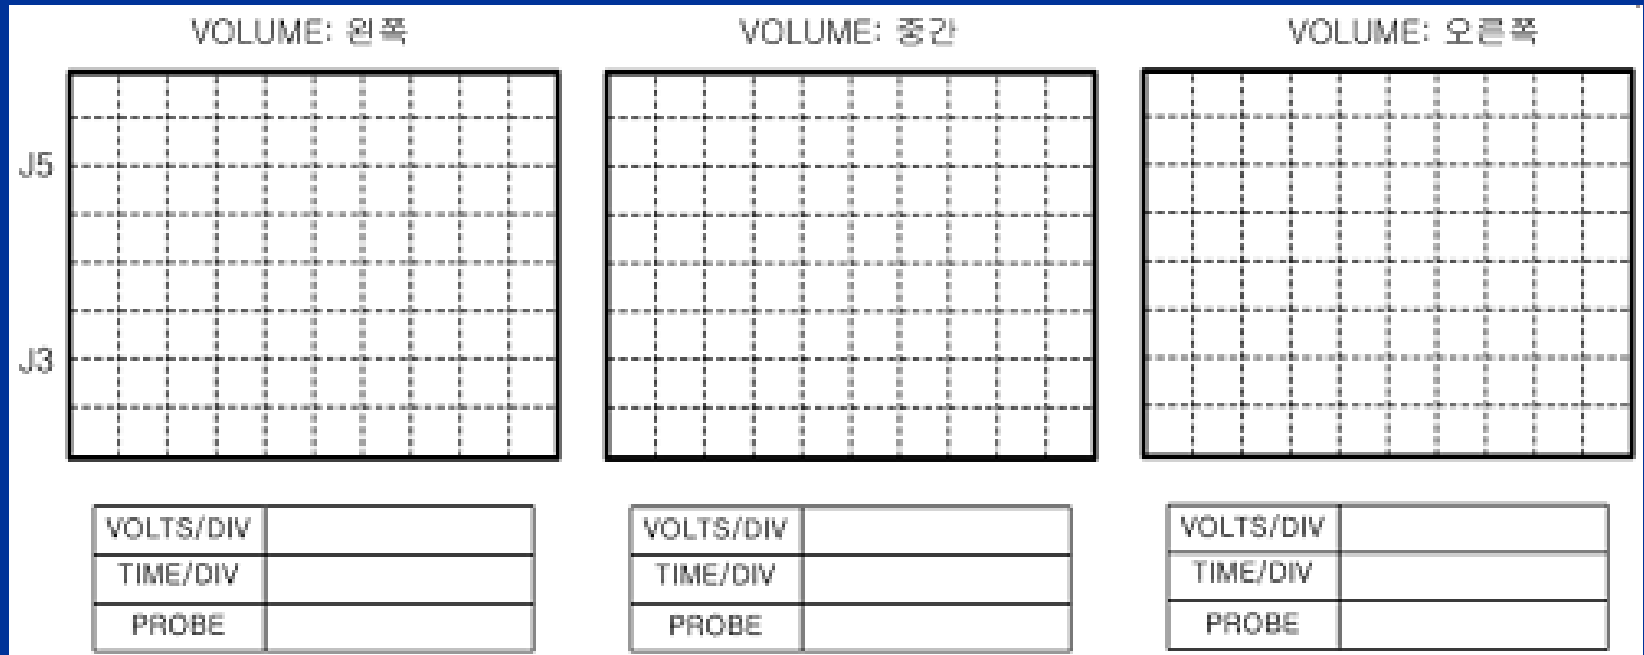 VOLUME: 왼쪽
VOLUME: 중간
VOLUME: 오른쪽
J5
J3
VOLTS/DIV
TIME/DIV
PROBE
VOLTS/DIV
TIME/DIV
PROBE
VOLTS/DIV
TIME/DIV
PROBE